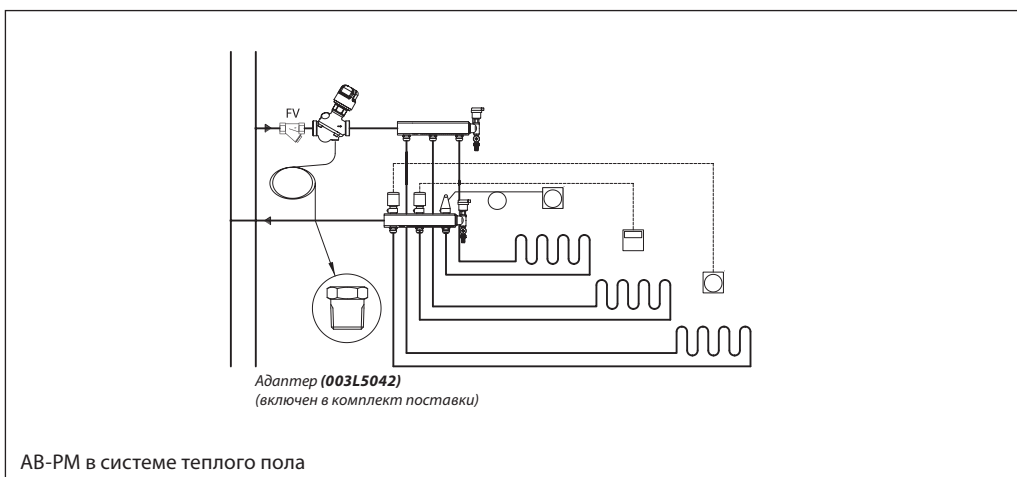 FV
Адаптер (003L5042)
(включен в комплект поставки)
AB-PM в системе теплого пола